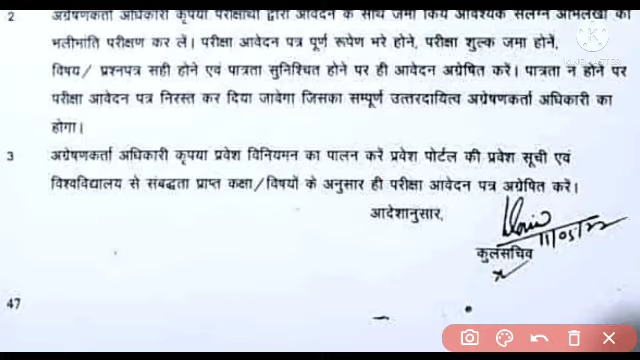 2 अग्रेषणकर्ता अधिकारी कृपया परीक्षार्थी द्वारा आवेदन के साथ जमा किये आवश्यक संलग्न अभिलेखों का
भलीभांति परीक्षण कर लें। परीक्षा आवेदन पत्र पूर्ण रूपेण भरे होने, परीक्षा शुल्क जमा होनें,
विषय/ प्रश्नपत्र सही होने एवं पात्रता सुनिश्चित होने पर ही आवेदन अग्रेषित करें। पात्रता न होने पर
परीक्षा आवेदन पत्र निरस्त कर दिया जावेगा जिसका सम्पूर्ण उत्तरदायित्व अग्रेषणकर्ता अधिकारी का
होगा।
3 अग्रेषणकर्ता अधिकारी कृपया प्रवेश विनियमन का पालन करें प्रवेश पोर्टल की प्रवेश सूची एवं
विश्वविद्यालय से संबद्धता प्राप्त कक्षा/विषयों के अनुसार ही परीक्षा आवेदन पत्र अग्रेषित करें।
आदेशानुसार,
11/05/22
कुलसचिव
47
KINEMASTER